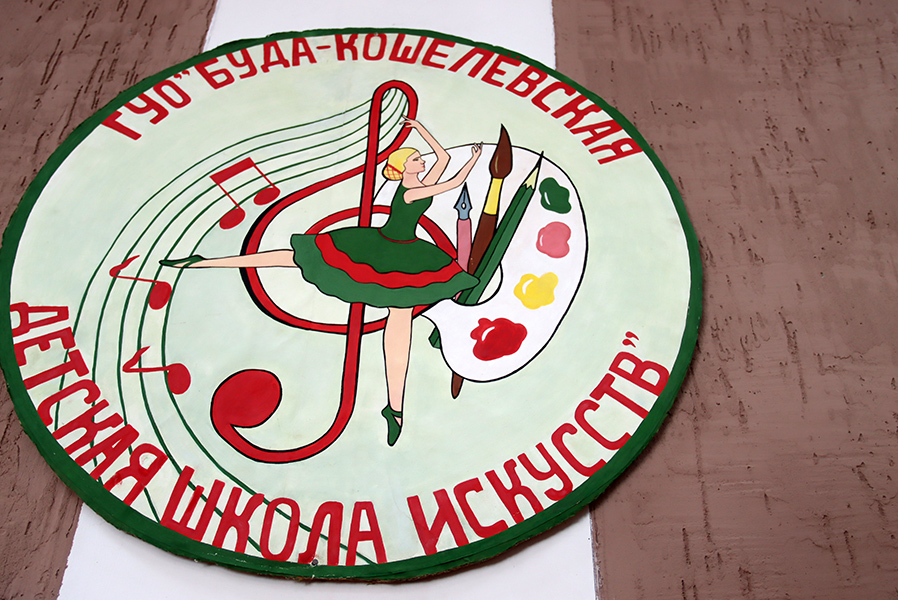 ГУО "БУДА-КОШЕЛЕВСКАЯ
ДЕТСКАЯ ШКОЛА ИСКУССТВ"